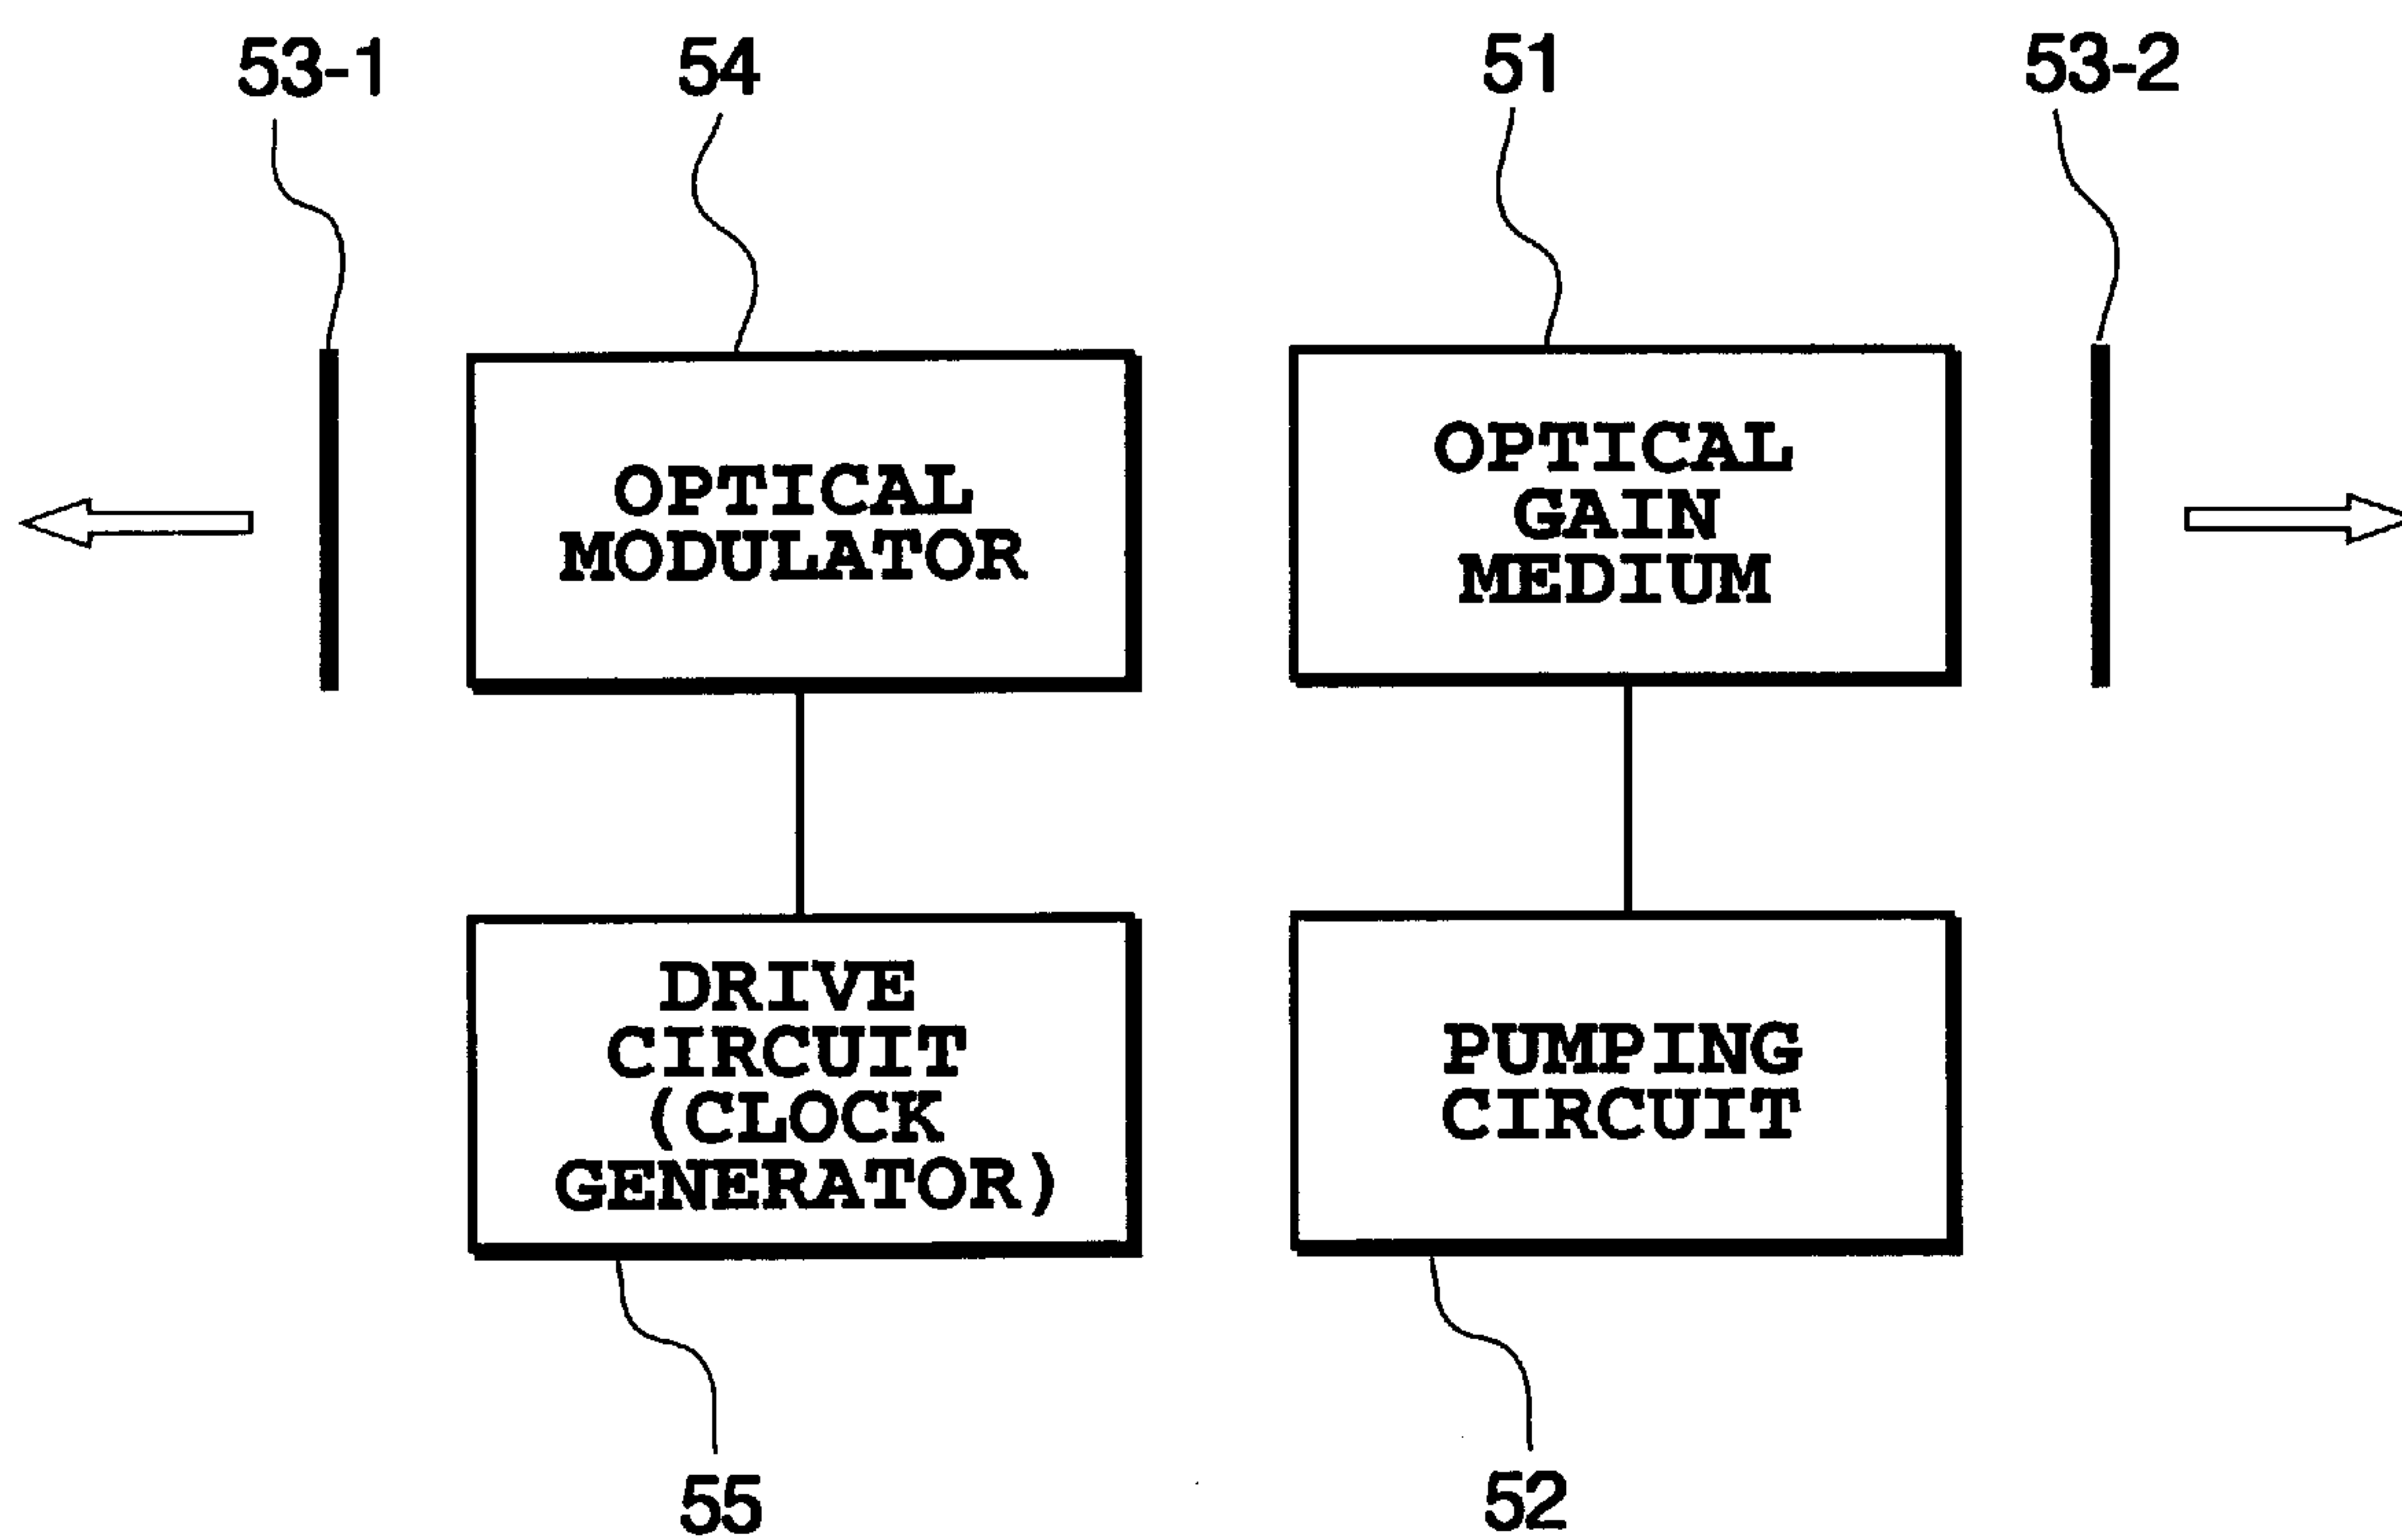 53-1
54
51
53-2
OPTICAL
MODULATOR
OPTICAL
GAIN
MEDIUM
DRIVE
CIRCUIT
(CLOCK
GENERATOR)
PUMPING
CIRCUIT
55
52